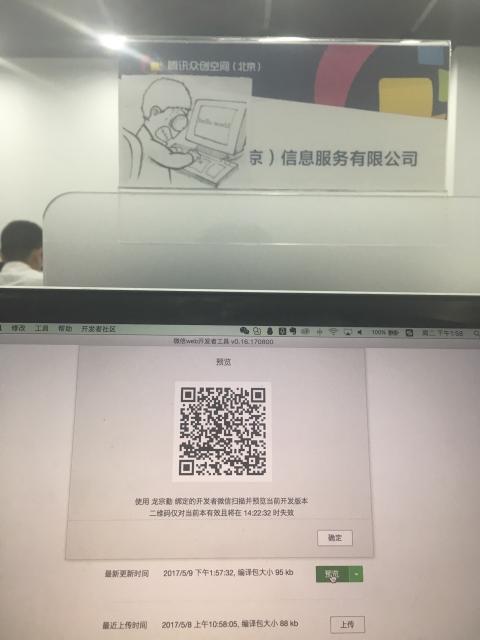 腾讯众创空间(北京)
hello world
京）信息服务有限公司
修改 工具 帮助 开发者社区
100% 周二下午1:58
微信web开发者工具 v0.16.170800
预览
使用 龙宗勤 绑定的开发者微信扫描并预览当前开发版本
二维码仅对当前本有效且将在 14:22:32 时失效
确定
最新更新时间 2017/5/9 下午1:57:32, 编译包大小 95 kb 预览
最近上传时间 2017/5/8 上午10:58:05, 编译包大小 88 kb 上传